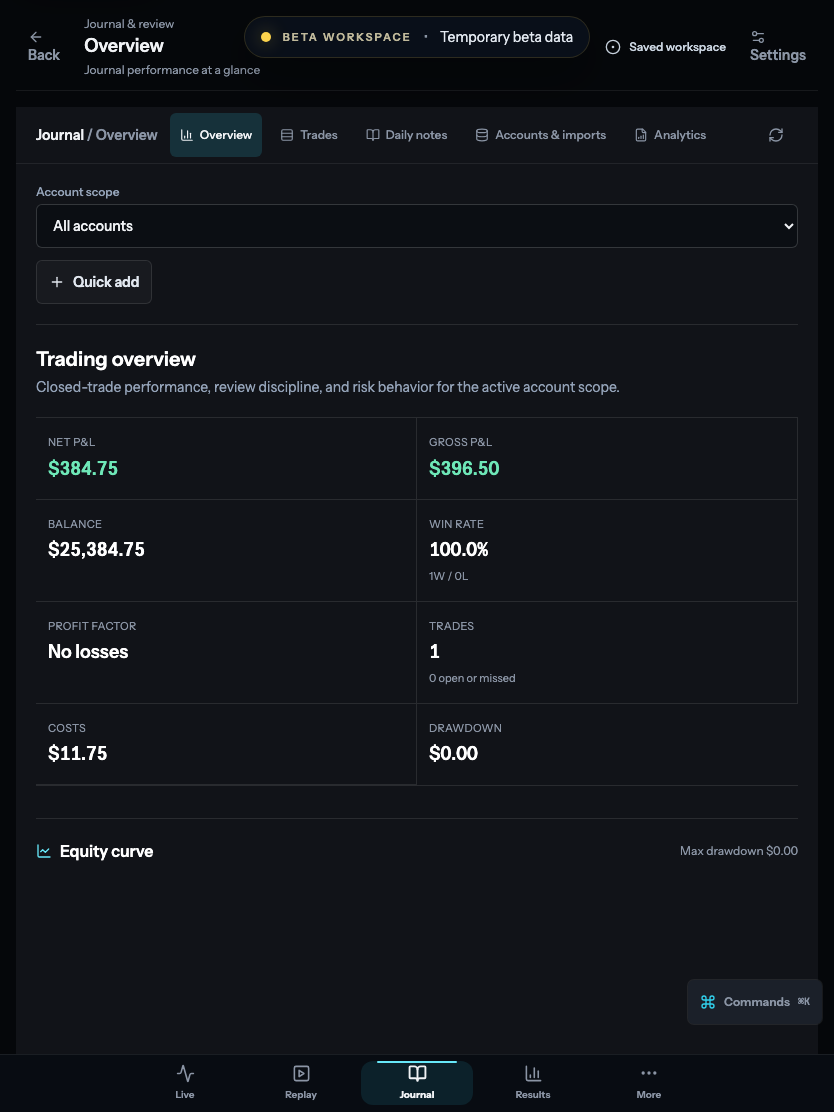 Back
Journal & review
Overview
Journal performance at a glance
BETA WORKSPACE · Temporary beta data
Saved workspace
Settings
Journal / Overview
Overview
Trades
Daily notes
Accounts & imports
Analytics
Account scope
All accounts
+ Quick add
Trading overview
Closed-trade performance, review discipline, and risk behavior for the active account scope.
NET P&L
$384.75
GROSS P&L
$396.50
BALANCE
$25,384.75
WIN RATE
100.0%
1W / 0L
PROFIT FACTOR
No losses
TRADES
1
0 open or missed
COSTS
$11.75
DRAWDOWN
$0.00
Equity curve
Max drawdown $0.00
Commands ⌘K
Live
Replay
Journal
Results
More